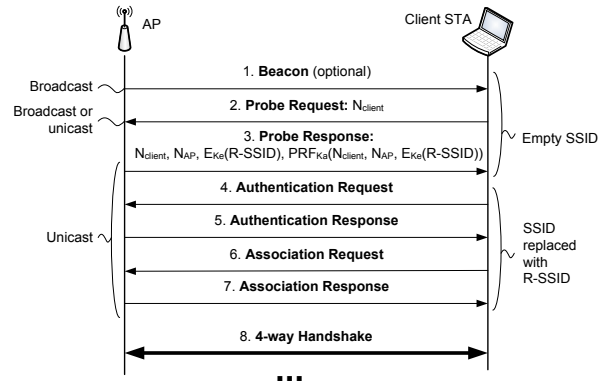 AP
Client STA
1. Beacon (optional)
Broadcast
2. Probe Request: Nclient
Broadcast or
unicast
3. Probe Response:
Nclient, NAP, EKe(R-SSID), PRFKa(Nclient, NAP, EKe(R-SSID))
Empty SSID
4. Authentication Request
5. Authentication Response
Unicast
6. Association Request
7. Association Response
SSID
replaced
with
R-SSID
8. 4-way Handshake
...